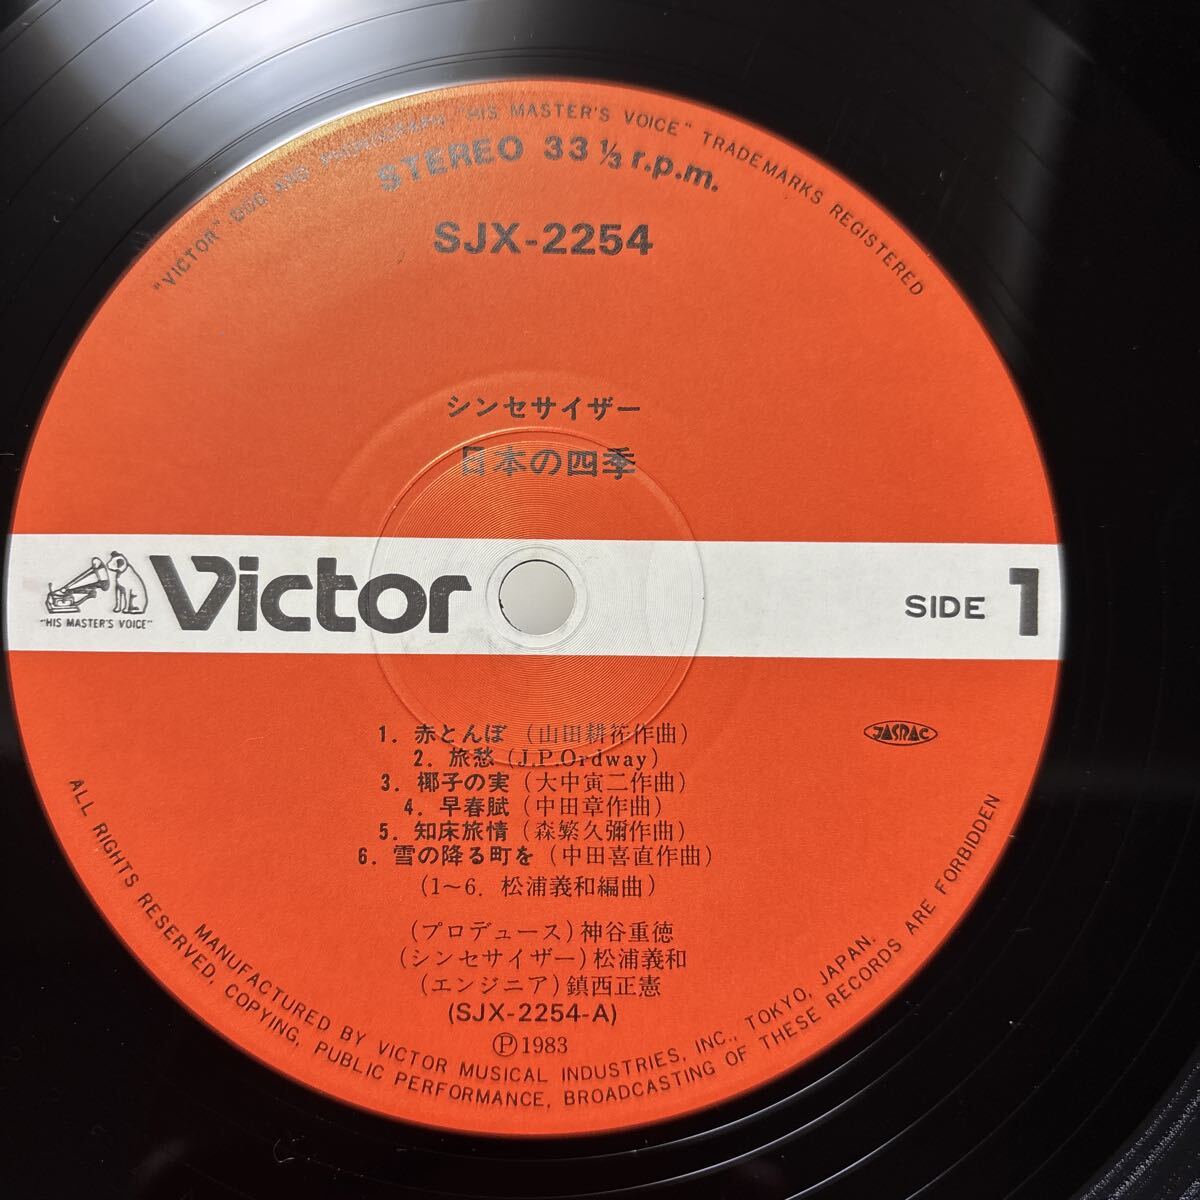 "VICTOR" "DOG AND PHONOGRAPH" "HIS MASTER'S VOICE" TRADEMARKS REGISTERED
STEREO 33 ⅓ r.p.m.
SJX-2254
シンセサイザー
日本の四季
"HIS MASTER'S VOICE"
Victor
SIDE 1
1. 赤とんぼ (山田耕筰作曲)
2. 旅愁 (J.P.Ordway)
3. 椰子の実 (大中寅二作曲)
4. 早春賦 (中田章作曲)
5. 知床旅情 (森繁久彌作曲)
6. 雪の降る町を (中田喜直作曲)
(1~6. 松浦義和編曲)
JASRAC
(プロデュース) 神谷重徳
(シンセサイザー) 松浦義和
(エンジニア) 鎮西正憲
(SJX-2254-A)
Ⓟ1983
MANUFACTURED BY VICTOR MUSICAL INDUSTRIES, INC., TOKYO, JAPAN.
ALL RIGHTS RESERVED, COPYING, PUBLIC PERFORMANCE, BROADCASTING OF THESE RECORDS ARE FORBIDDEN